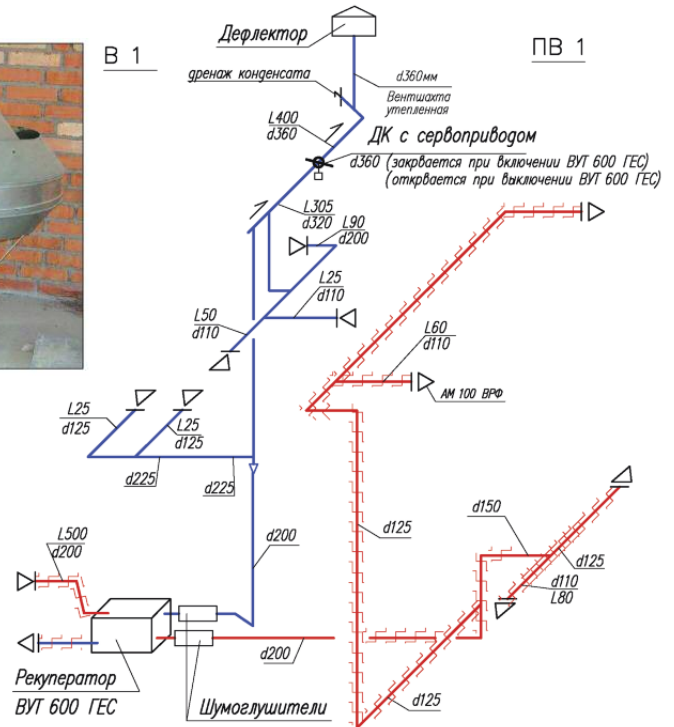 В 1
Дефлектор
ПВ 1
дренаж конденсата
d360мм
Вентшахта
утепленная
L400
d360
ДК с сервоприводом
d360 (закрвается при включении ВУТ 600 ГЕС)
(открвается при выключении ВУТ 600 ГЕС)
L305
d320
L90
d200
L25
d110
L50
d110
L60
d110
АМ 100 ВРФ
L25
d125
L25
d125
d225
d225
d150
L500
d200
d200
d125
d125
d110
L80
d200
d125
Рекуператор
ВУТ 600 ГЕС
Шумоглушители